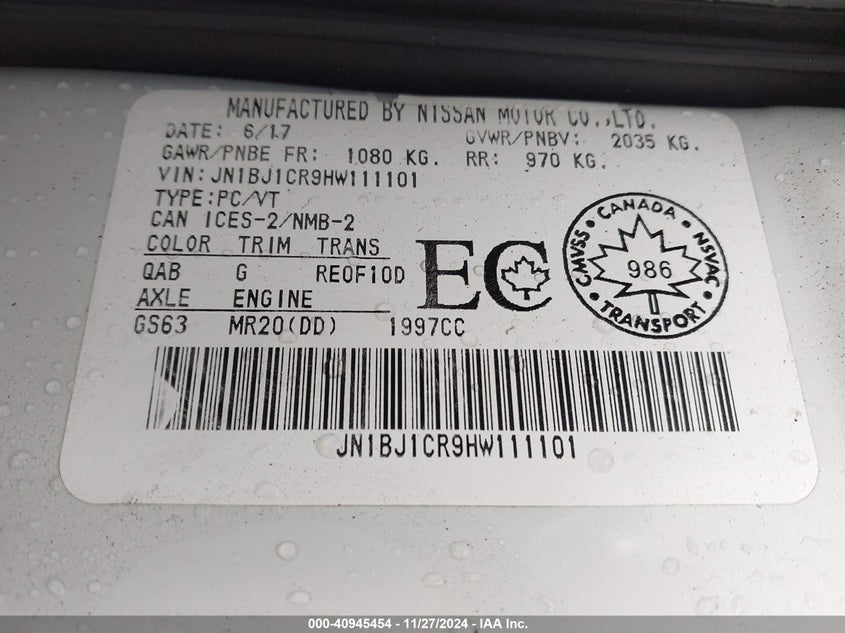 MANUFACTURED BY NISSAN MOTOR CO.,LTD.
DATE: 6/17 GVWR/PNBV: 2035 KG.
GAWR/PNBE FR: 1080 KG. RR: 970 KG.
VIN: JN1BJ1CR9HW111101
TYPE:PC/VT
CAN ICES-2/NMB-2
COLOR TRIM TRANS
QAB G RE0F10D
AXLE ENGINE
GS63 MR20(DD) 1997CC
EC
CANADA
CMVSS • NSVAC
986
TRANSPORT
JN1BJ1CR9HW111101
000-40945454 - 11/27/2024 - IAA Inc.